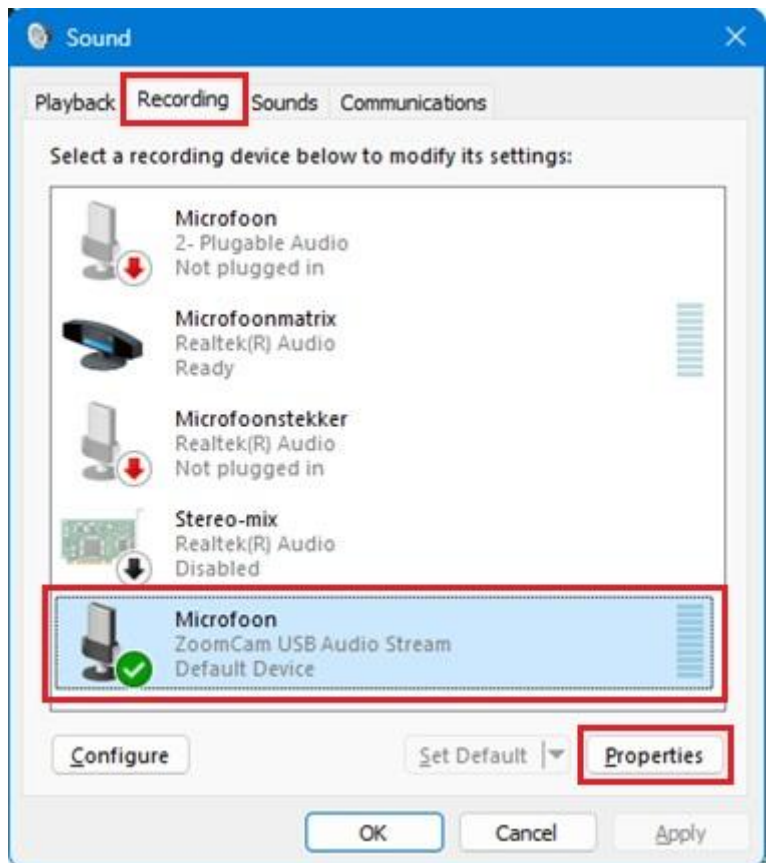 Sound
Playback Recording Sounds Communications
Select a recording device below to modify its settings:
Microfoon
2- Plugable Audio
Not plugged in
Microfoonmatrix
Realtek(R) Audio
Ready
Microfoonstekker
Realtek(R) Audio
Not plugged in
Stereo-mix
Realtek(R) Audio
Disabled
Microfoon
ZoomCam USB Audio Stream
Default Device
Configure Set Default Properties
OK Cancel Apply